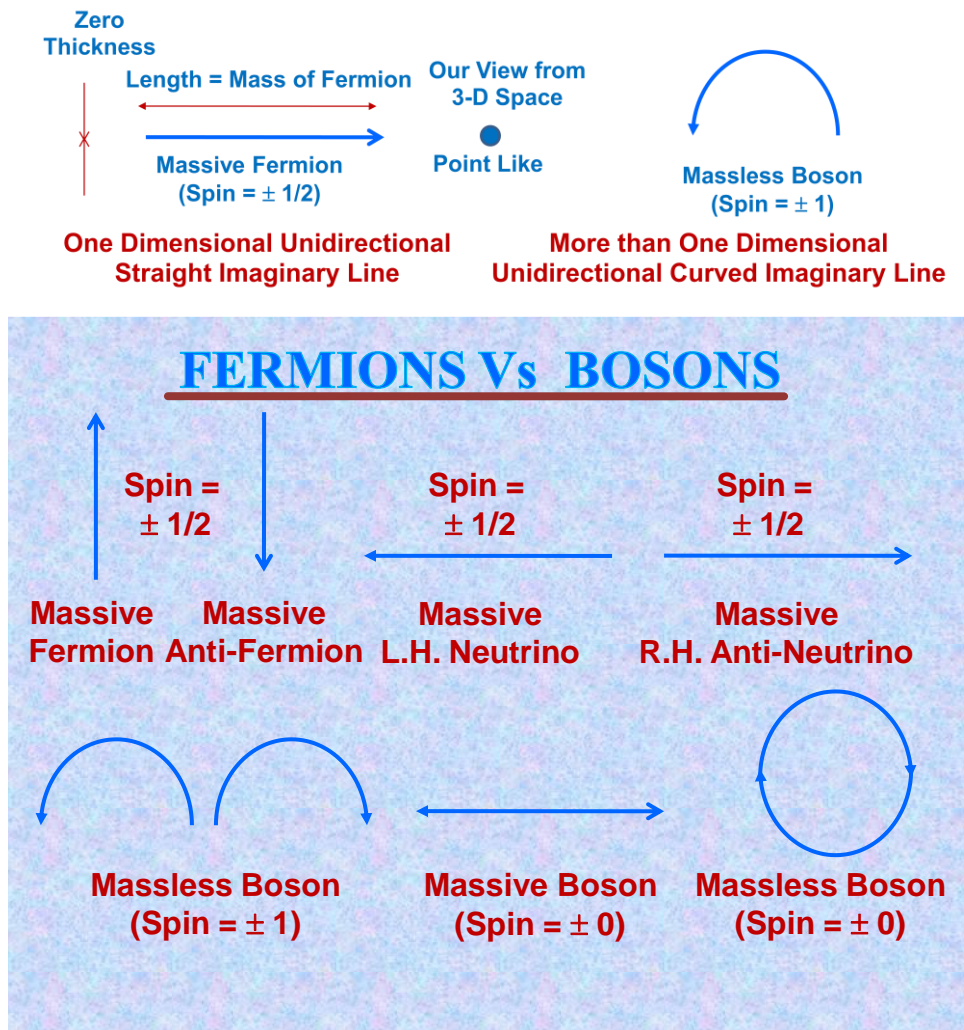 Zero
Thickness
Length = Mass of Fermion
Our View from
3-D Space
Massive Fermion
(Spin = ± 1/2)
Point Like
Massless Boson
(Spin = ± 1)
One Dimensional Unidirectional
Straight Imaginary Line
More than One Dimensional
Unidirectional Curved Imaginary Line
FERMIONS Vs BOSONS
Spin =
± 1/2
Spin =
± 1/2
Spin =
± 1/2
Massive
Fermion
Massive
Anti-Fermion
Massive
L.H. Neutrino
Massive
R.H. Anti-Neutrino
Massless Boson
(Spin = ± 1)
Massive Boson
(Spin = ± 0)
Massless Boson
(Spin = ± 0)